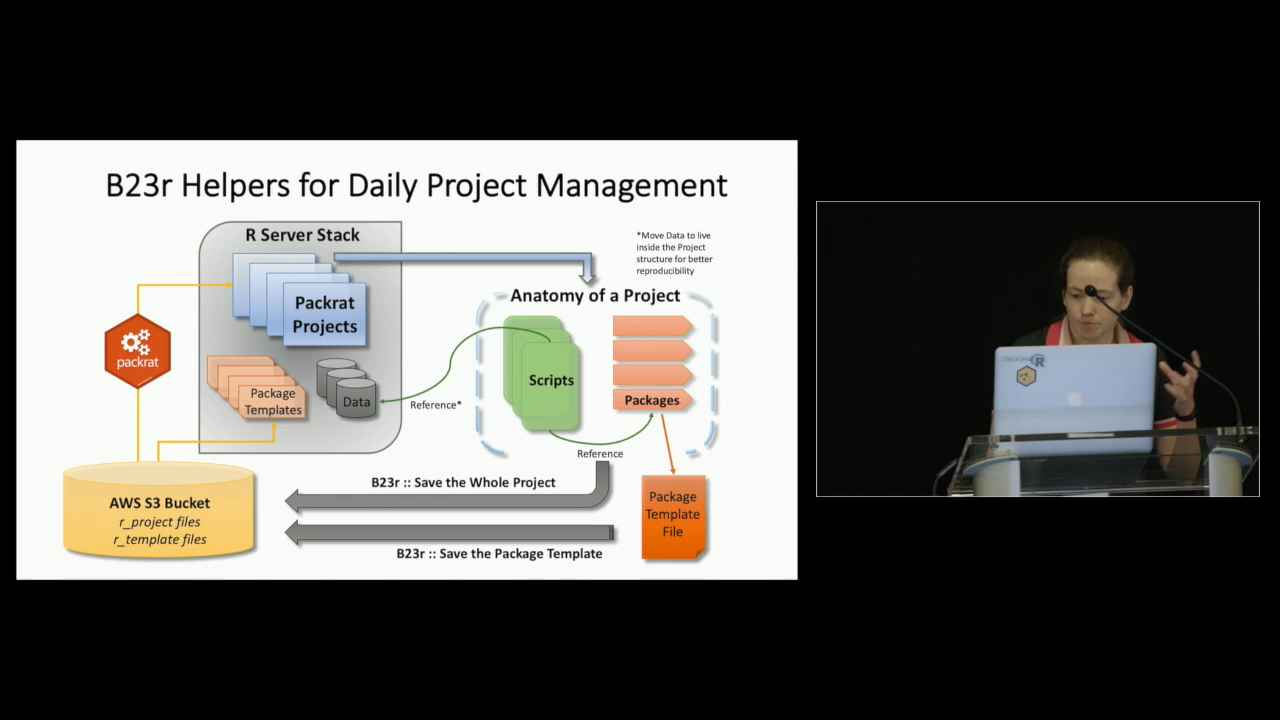 B23r Helpers for Daily Project Management
R Server Stack
*Move Data to live
inside the Project
structure for better
reproducibility
Packrat
Projects
Anatomy of a Project
packrat
Package
Templates
Data
Reference*
Scripts
Packages
Reference
AWS S3 Bucket
r_project files
r_template files
B23r :: Save the Whole Project
B23r :: Save the Package Template
Package
Template
File
R